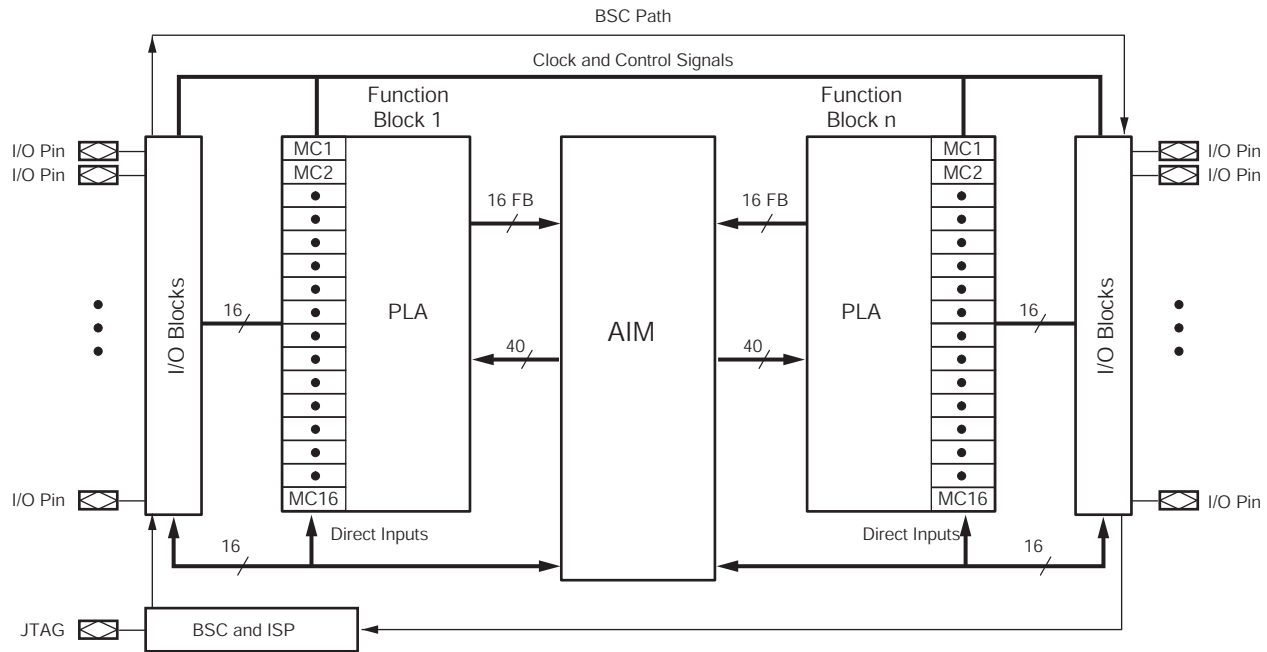 BSC Path
Clock and Control Signals
Function
Block 1
Function
Block n
I/O Pin
I/O Pin
MC1
MC2
MC1
MC2
I/O Pin
I/O Pin
16 FB
16 FB
I/O Blocks
16
PLA
AIM
PLA
16
I/O Blocks
40
40
I/O Pin
MC16
MC16
I/O Pin
Direct Inputs
Direct Inputs
16
16
JTAG
BSC and ISP